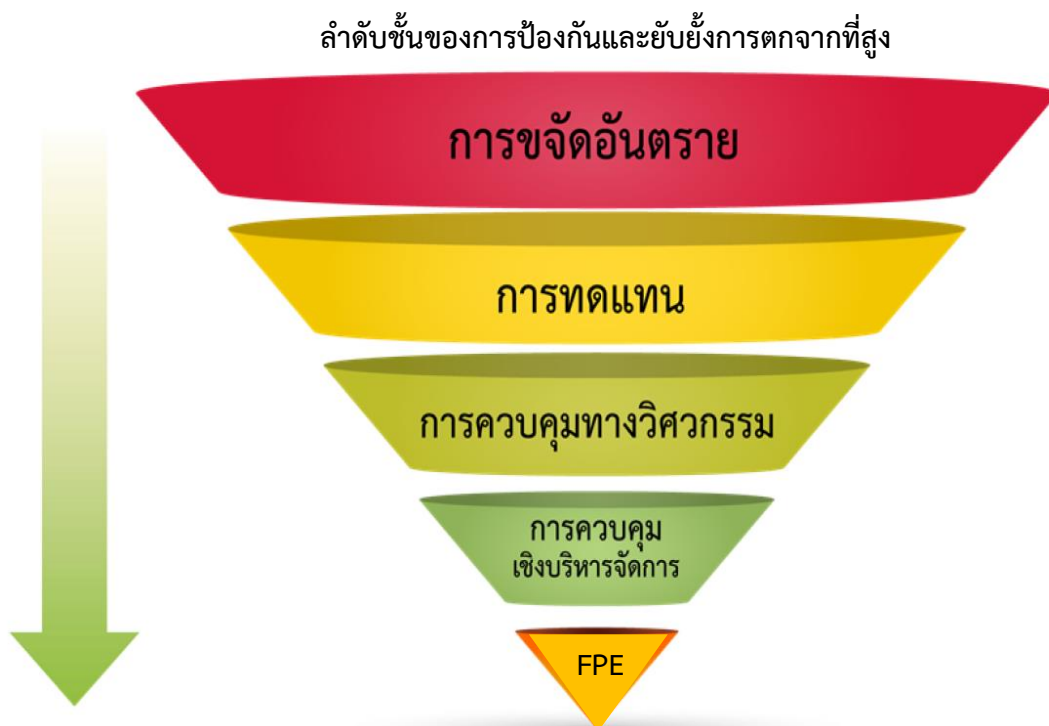 ลำดับชั้นของการป้องกันและยับยั้งการตกจากที่สูง
การขจัดอันตราย
การทดแทน
การควบคุมทางวิศวกรรม
การควบคุม
เชิงบริหารจัดการ
FPE